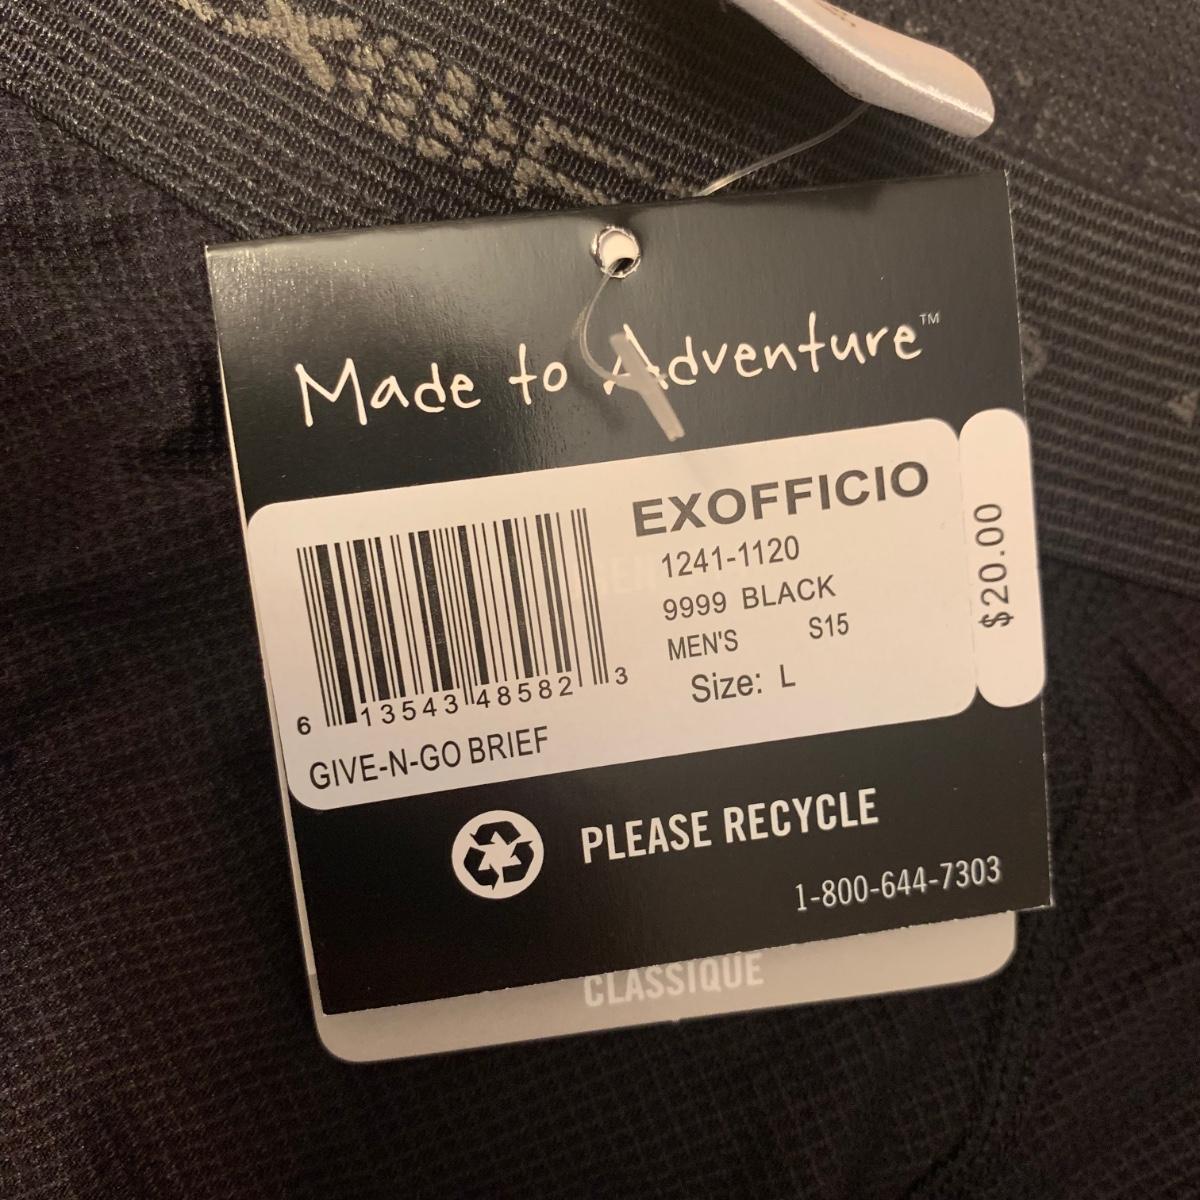 Made to Adventure™
EXOFFICIO
1241-1120
9999 BLACK
MEN'S S15
Size: L
$20.00
6 13543 48582 3
GIVE-N-GO BRIEF
PLEASE RECYCLE
1-800-644-7303
CLASSIQUE